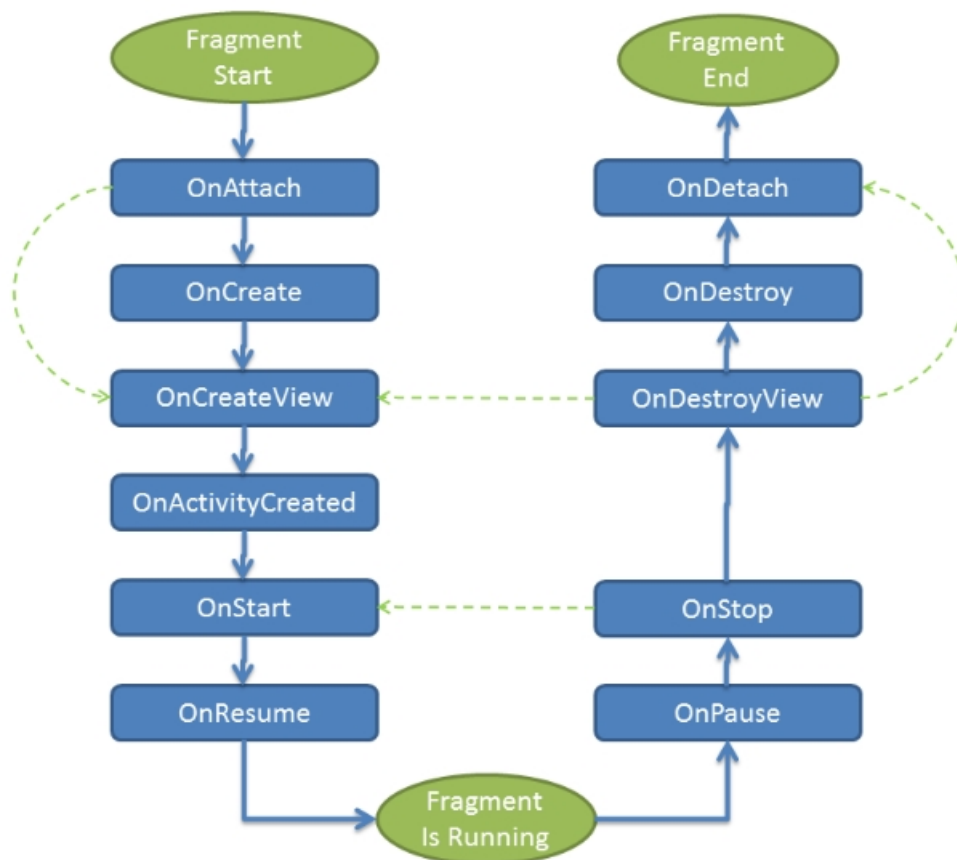 Fragment
Start
OnAttach
OnCreate
OnCreateView
OnActivityCreated
OnStart
OnResume
Fragment
Is Running
Fragment
End
OnDetach
OnDestroy
OnDestroyView
OnStop
OnPause